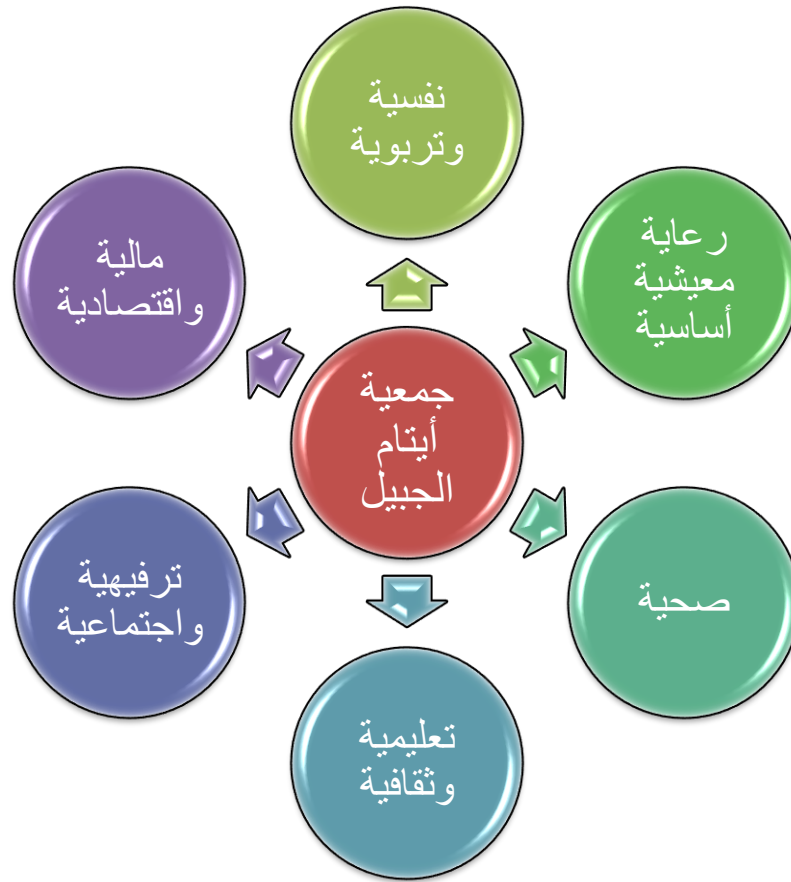 نفسية
وتربوية
رعاية
معيشية
أساسية
مالية
واقتصادية
جمعية
أيتام
الجبيل
صحية
ترفيهية
واجتماعية
تعليمية
وثقافية